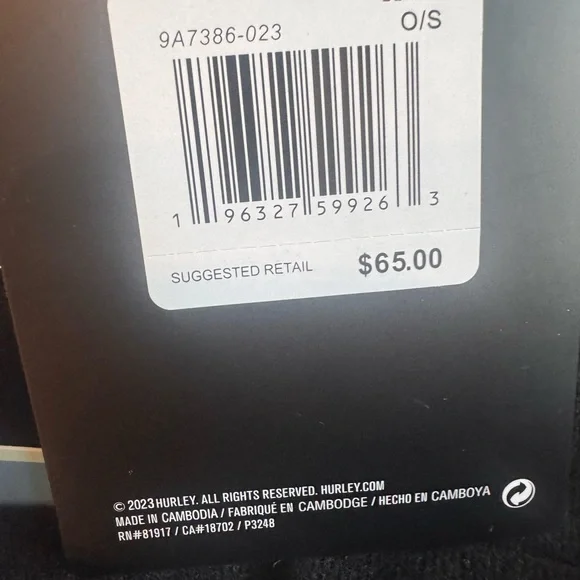 O/S
9A7386-023
1 96327 59926 3
SUGGESTED RETAIL $65.00
© 2023 HURLEY. ALL RIGHTS RESERVED. HURLEY.COM
MADE IN CAMBODIA / FABRIQUÉ EN CAMBODGE / HECHO EN CAMBOYA
RN#81917 / CA#18702 / P3248